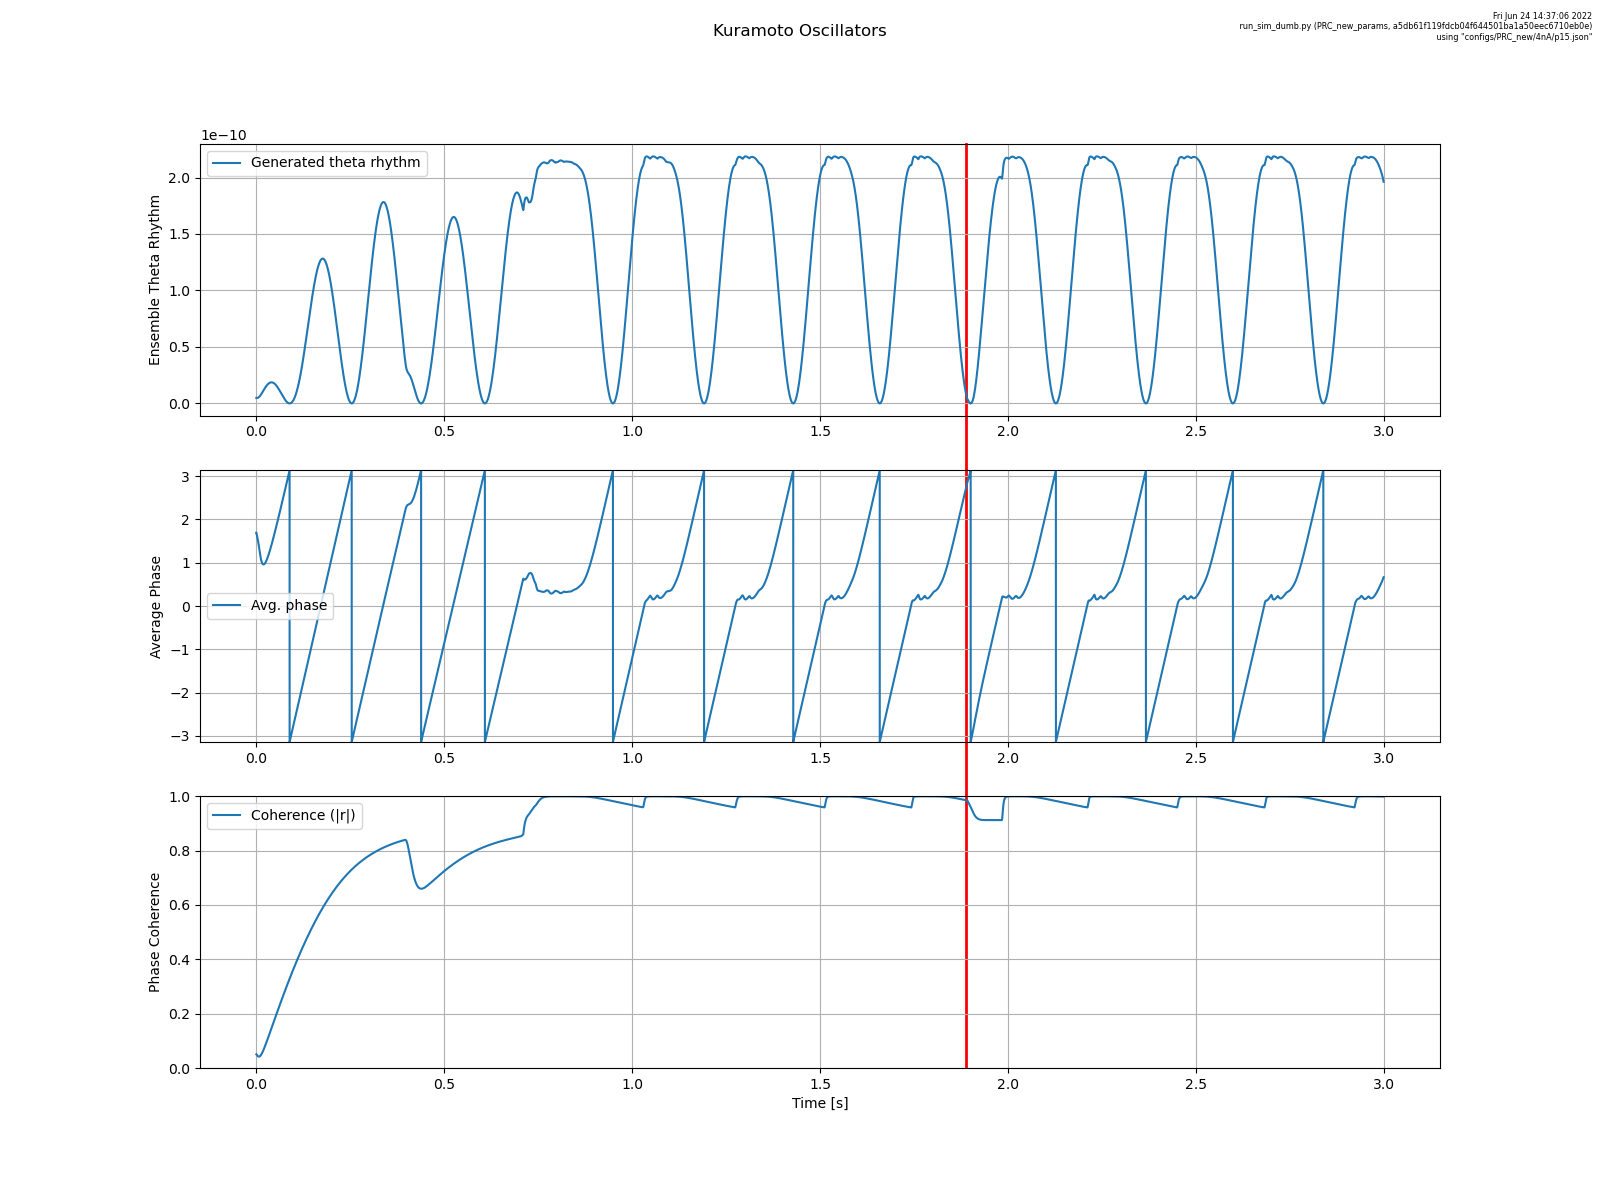 Fri Jun 24 14:37:06 2022
run_sim_dumb.py (PRC_new_params, a5db61f119fdcb04f644501ba1a50eec6710eb0e)
using "configs/PRC_new/4nA/p15.json"
Kuramoto Oscillators
1e−10
Generated theta rhythm
Ensemble Theta Rhythm
2.0
1.5
1.0
0.5
0.0
0.0 0.5 1.0 1.5 2.0 2.5 3.0
Avg. phase
Average Phase
3
2
1
0
−1
−2
−3
0.0 0.5 1.0 1.5 2.0 2.5 3.0
Coherence (|r|)
Phase Coherence
1.0
0.8
0.6
0.4
0.2
0.0
0.0 0.5 1.0 1.5 2.0 2.5 3.0
Time [s]